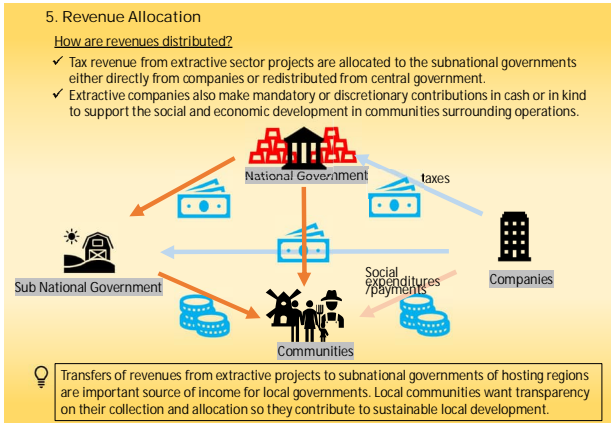 5. Revenue Allocation
How are revenues distributed?
✓ Tax revenue from extractive sector projects are allocated to the subnational governments
either directly from companies or redistributed from central government.
✓ Extractive companies also make mandatory or discretionary contributions in cash or in kind
to support the social and economic development in communities surrounding operations.
National Government
taxes
Sub National Government
Social
expenditures
/payments
Companies
Communities
Transfers of revenues from extractive projects to subnational governments of hosting regions
are important source of income for local governments. Local communities want transparency
on their collection and allocation so they contribute to sustainable local development.